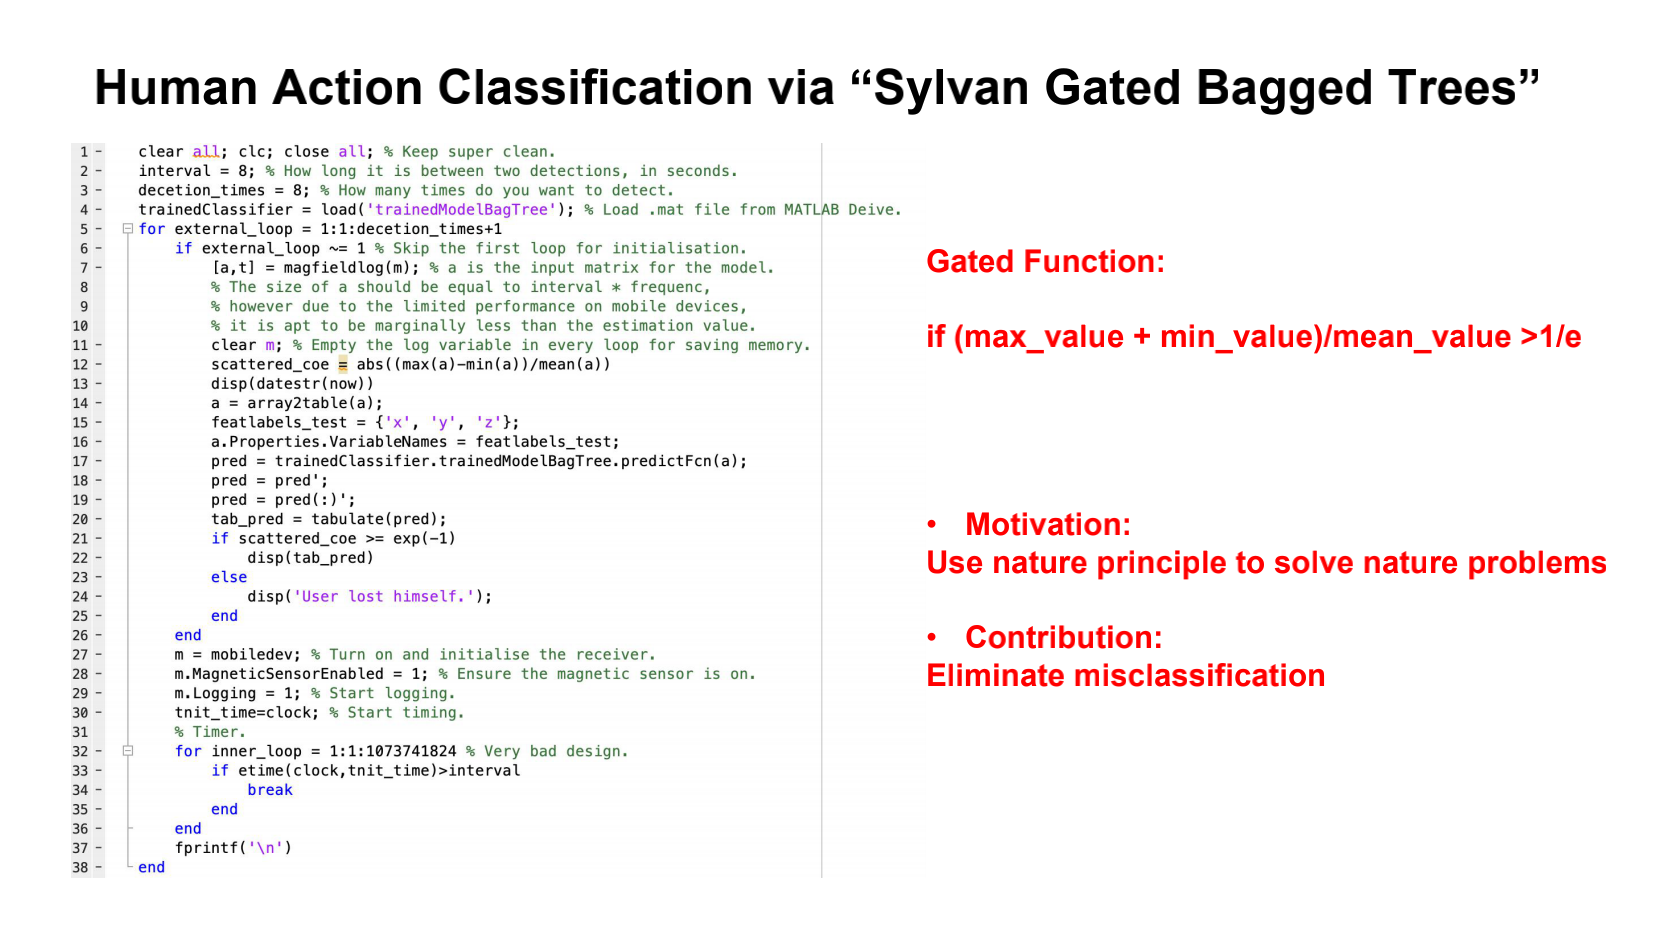 Human Action Classification via “Sylvan Gated Bagged Trees”
1 - clear all; clc; close all; % Keep super clean.
2 - interval = 8; % How long it is between two detections, in seconds.
3 - decetion_times = 8; % How many times do you want to detect.
4 - trainedClassifier = load('trainedModelBagTree'); % Load .mat file from MATLAB Deive.
5 - for external_loop = 1:1:decetion_times+1
6 - if external_loop ~= 1 % Skip the first loop for initialisation.
7 - [a,t] = magfieldlog(m); % a is the input matrix for the model.
8 % The size of a should be equal to interval * frequenc,
9 % however due to the limited performance on mobile devices,
10 % it is apt to be marginally less than the estimation value.
11 - clear m; % Empty the log variable in every loop for saving memory.
12 - scattered_coe = abs((max(a)-min(a))/mean(a))
13 - disp(datestr(now))
14 - a = array2table(a);
15 - featlabels_test = {'x', 'y', 'z'};
16 - a.Properties.VariableNames = featlabels_test;
17 - pred = trainedClassifier.trainedModelBagTree.predictFcn(a);
18 - pred = pred';
19 - pred = pred(:)';
20 - tab_pred = tabulate(pred);
21 - if scattered_coe >= exp(-1)
22 - disp(tab_pred)
23 - else
24 - disp('User lost himself.');
25 - end
26 - end
27 - m = mobiledev; % Turn on and initialise the receiver.
28 - m.MagneticSensorEnabled = 1; % Ensure the magnetic sensor is on.
29 - m.Logging = 1; % Start logging.
30 - tnit_time=clock; % Start timing.
31 % Timer.
32 - for inner_loop = 1:1:1073741824 % Very bad design.
33 - if etime(clock,tnit_time)>interval
34 - break
35 - end
36 - end
37 - fprintf('\n')
38 - end
Gated Function:
if (max_value + min_value)/mean_value >1/e
• Motivation:
Use nature principle to solve nature problems
• Contribution:
Eliminate misclassification